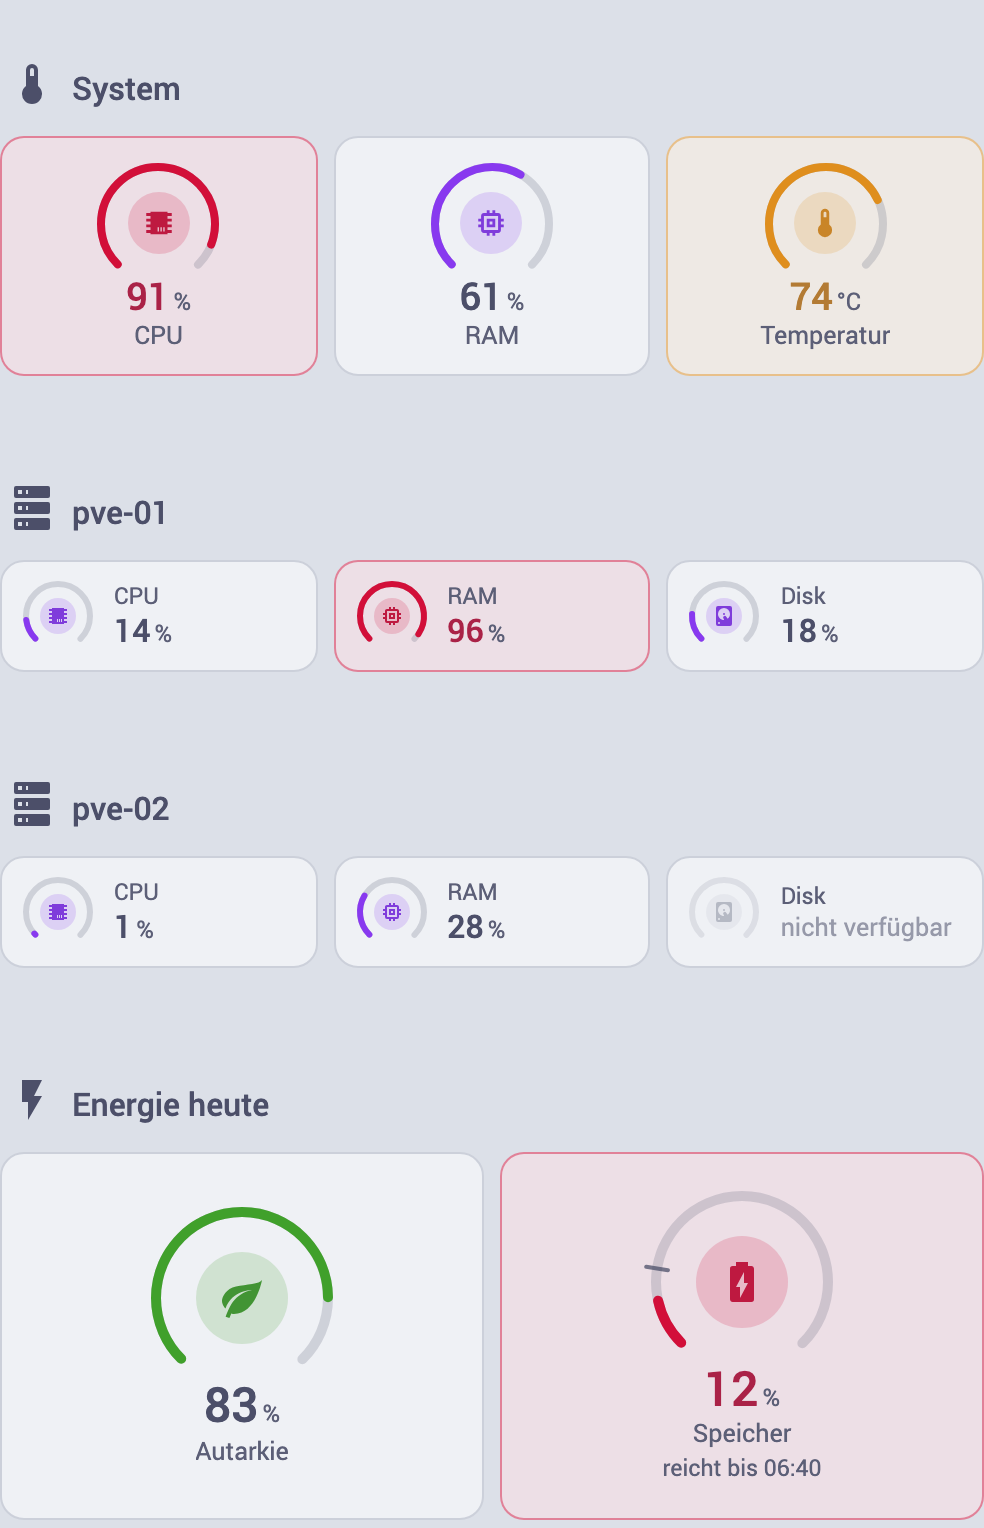 System
91 %
CPU
61 %
RAM
74 °C
Temperatur
pve-01
CPU
14 %
RAM
96 %
Disk
18 %
pve-02
CPU
1 %
RAM
28 %
Disk
nicht verfügbar
Energie heute
83 %
Autarkie
12 %
Speicher
reicht bis 06:40